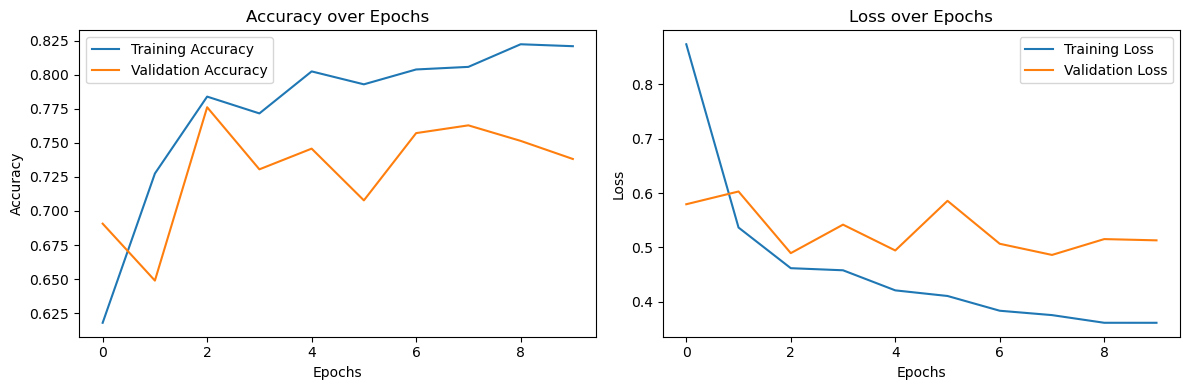 Accuracy over Epochs
Training Accuracy
Validation Accuracy
0.825
0.800
0.775
0.750
0.725
0.700
0.675
0.650
0.625
Accuracy
0 2 4 6 8
Epochs
Loss over Epochs
Training Loss
Validation Loss
0.8
0.7
0.6
0.5
0.4
Loss
0 2 4 6 8
Epochs